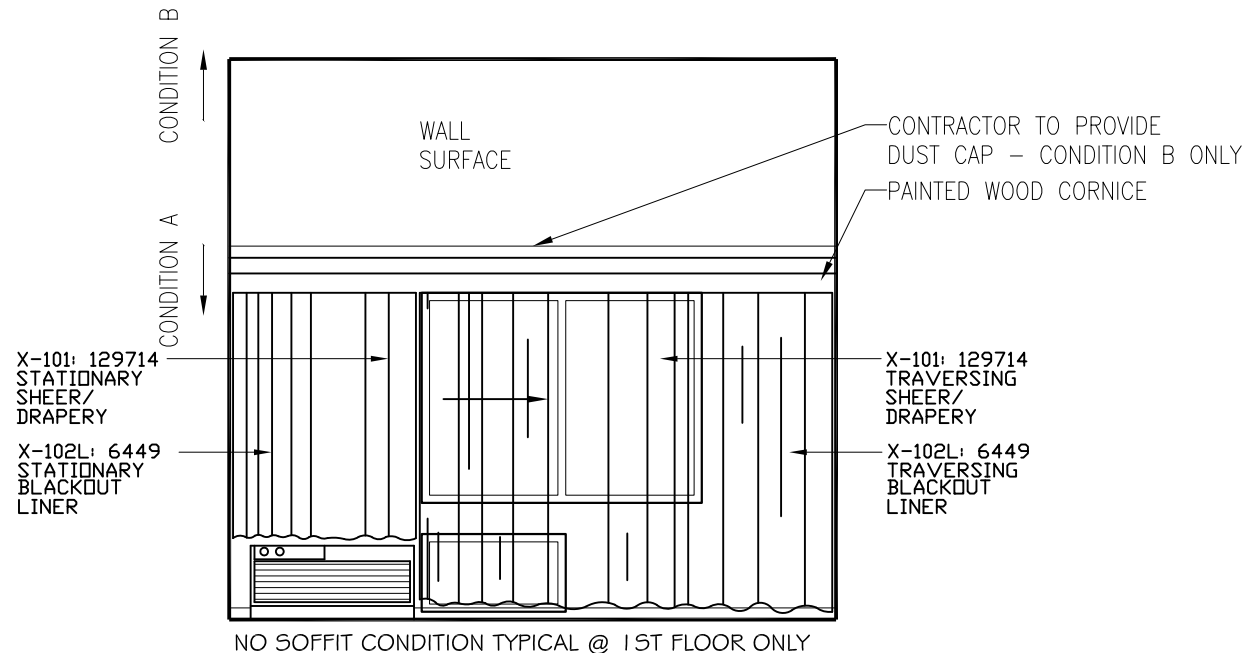 CONDITION B
CONDITION A
WALL
SURFACE
CONTRACTOR TO PROVIDE
DUST CAP – CONDITION B ONLY
PAINTED WOOD CORNICE
X-101: 129714
STATIONARY
SHEER/
DRAPERY
X-102L: 6449
STATIONARY
BLACKOUT
LINER
X-101: 129714
TRAVERSING
SHEER/
DRAPERY
X-102L: 6449
TRAVERSING
BLACKOUT
LINER
NO SOFFIT CONDITION TYPICAL @ 1ST FLOOR ONLY